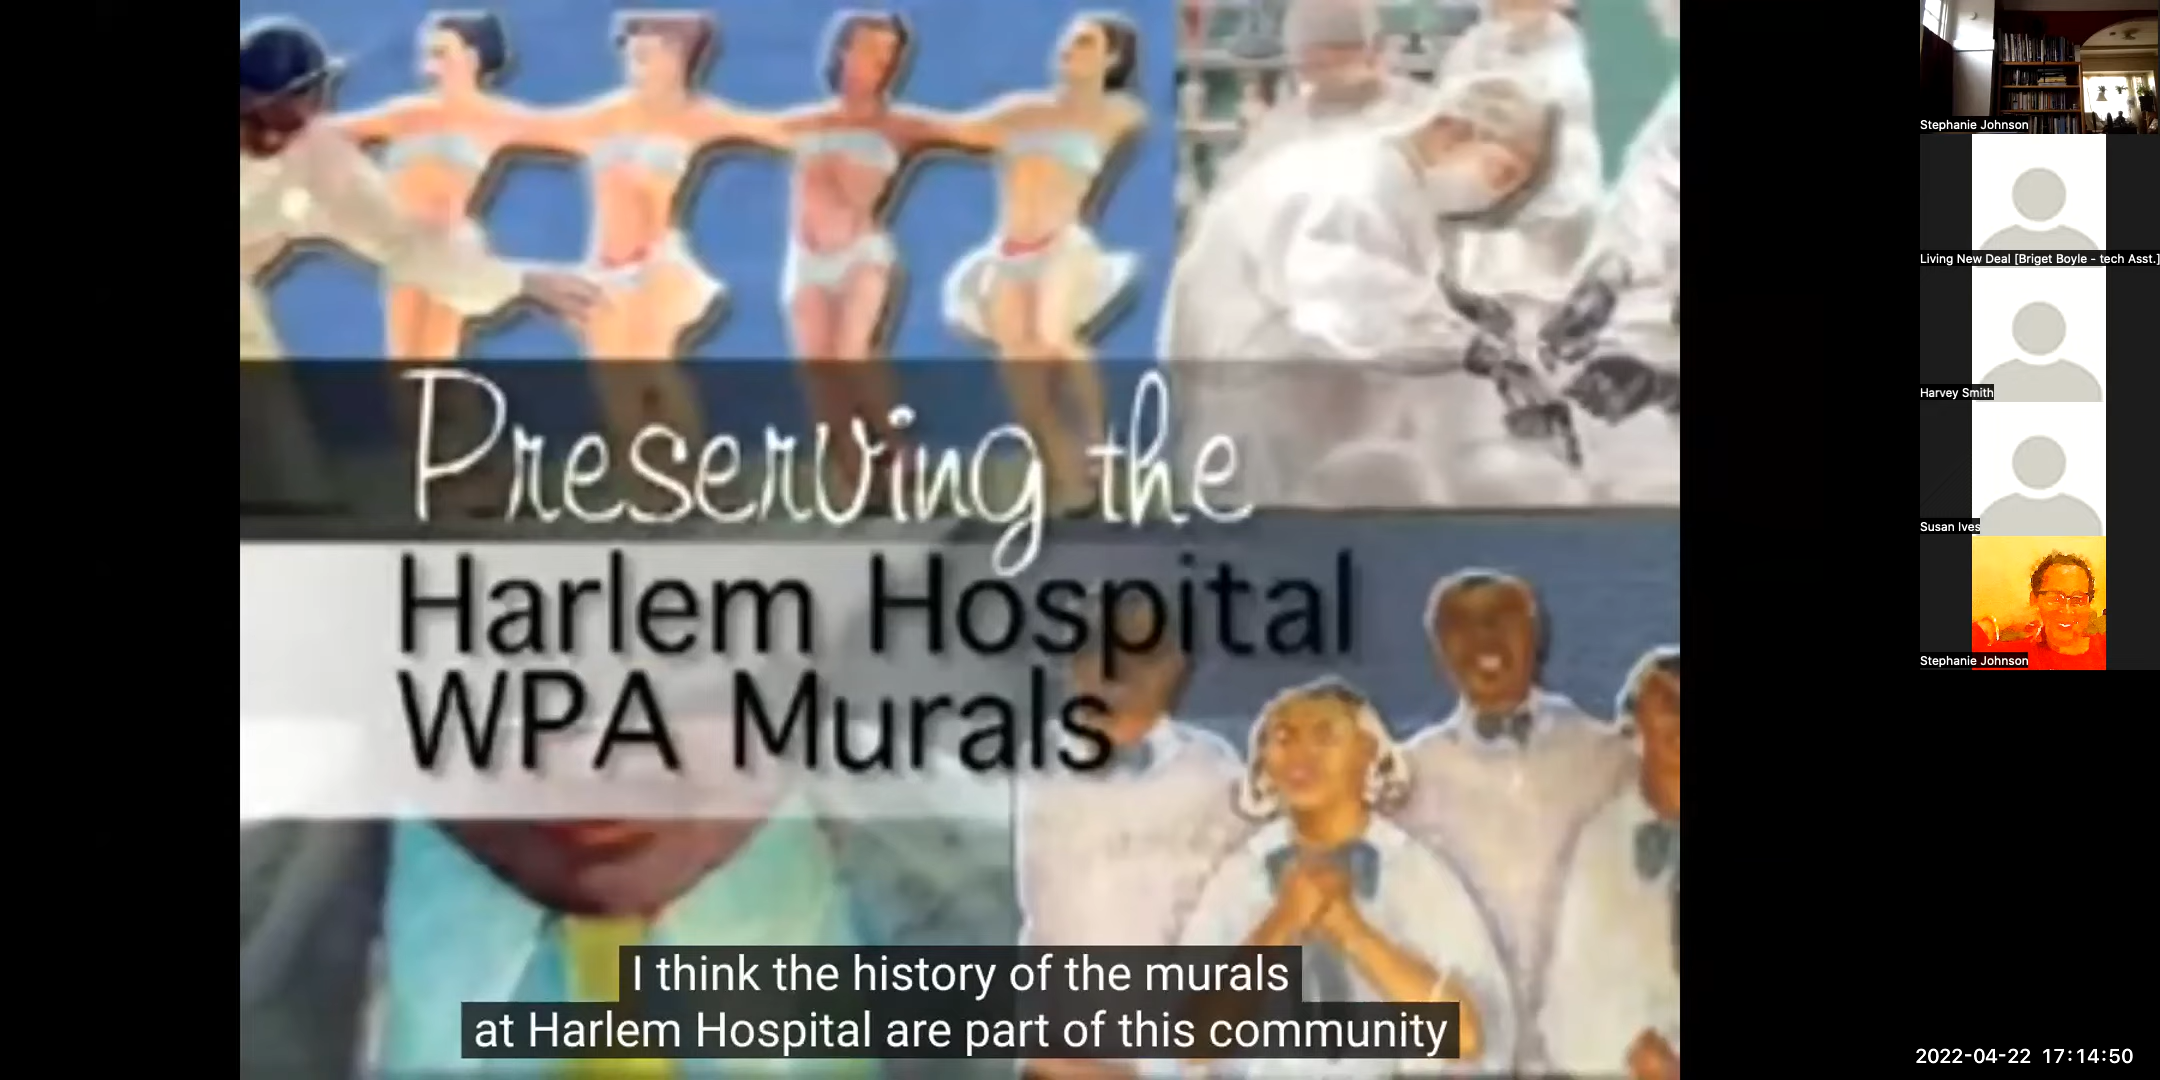 Preserving the
Harlem Hospital
WPA Murals
I think the history of the murals
at Harlem Hospital are part of this community
Stephanie Johnson
Living New Deal [Briget Boyle - tech Asst.]
Harvey Smith
Susan Ives
Stephanie Johnson
2022-04-22 17:14:50